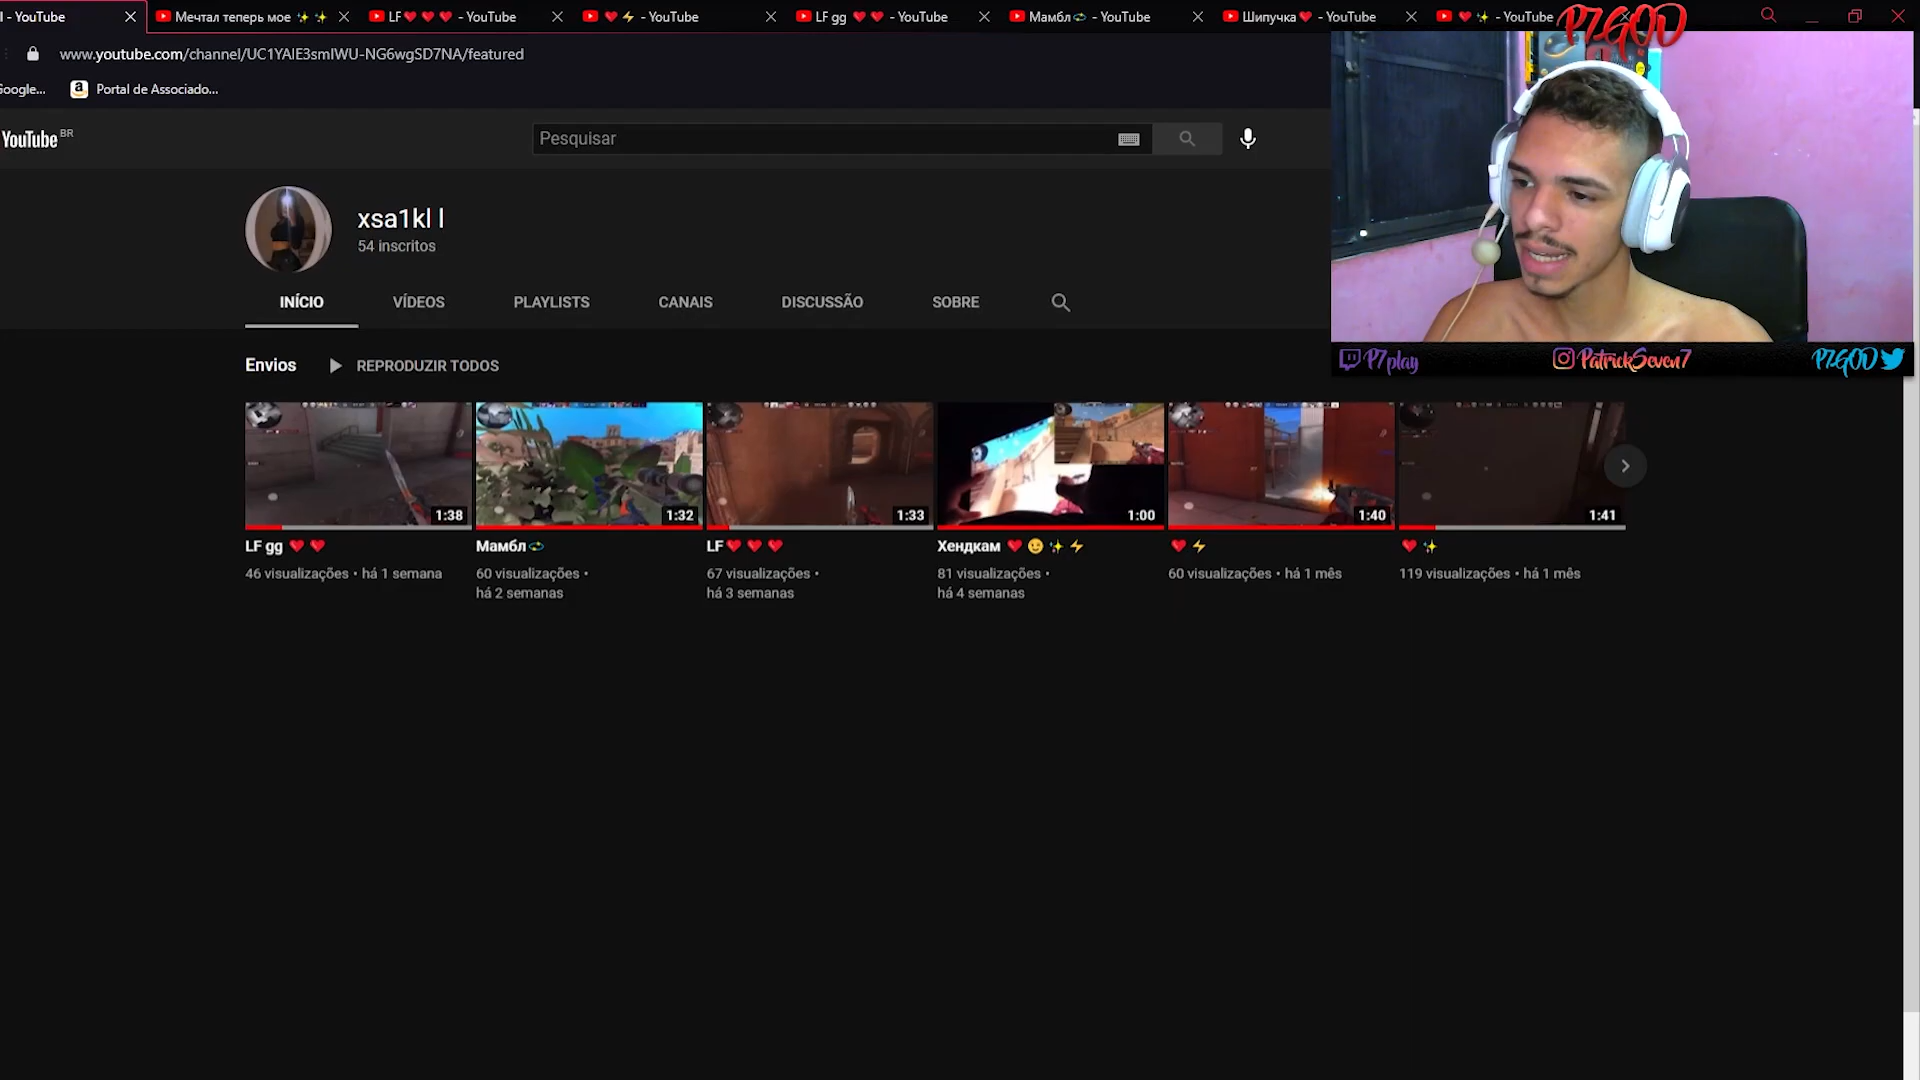 l - YouTube
Мечтал теперь мое ✨ ✨
LF❤️❤️❤️ - YouTube
❤️⚡ - YouTube
LF gg ❤️❤️ - YouTube
Мамбл - YouTube
Шипучка❤️ - YouTube
❤️✨ - YouTube
P7GOD
www.youtube.com/channel/UC1YAlE3smIWU-NG6wgSD7NA/featured
Google...
Portal de Associado...
YouTube BR
Pesquisar
xsa1kl l
54 inscritos
INÍCIO
VÍDEOS
PLAYLISTS
CANAIS
DISCUSSÃO
SOBRE
P7play
PatrickSeven7
P7GOD
Envios
REPRODUZIR TODOS
1:38
1:32
1:33
1:00
1:40
1:41
LF gg ❤️❤️
46 visualizações • há 1 semana
Мамбл
60 visualizações •
há 2 semanas
LF❤️❤️❤️
67 visualizações •
há 3 semanas
Хендкам ❤️😉✨⚡
81 visualizações •
há 4 semanas
❤️⚡
60 visualizações • há 1 mês
❤️✨
119 visualizações • há 1 mês